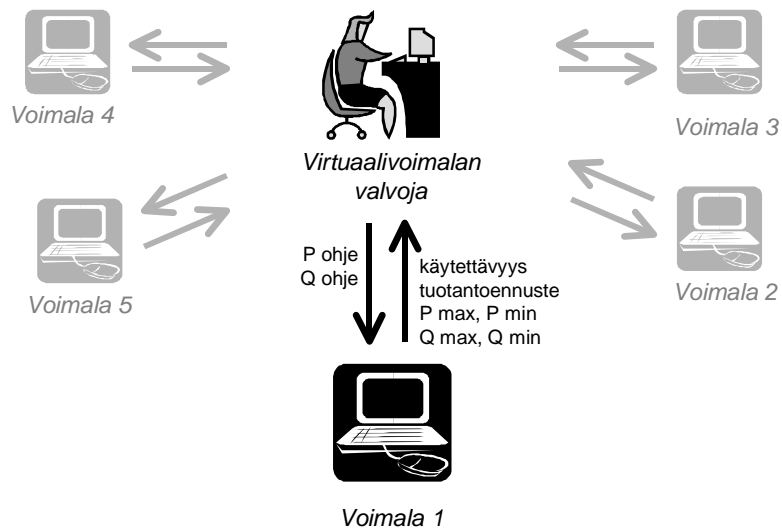 Voimala 4
Voimala 3
Virtuaalivoimalan
valvoja
P ohje
Q ohje
käytettävyys
tuotantoennuste
P max, P min
Q max, Q min
Voimala 5
Voimala 2
Voimala 1